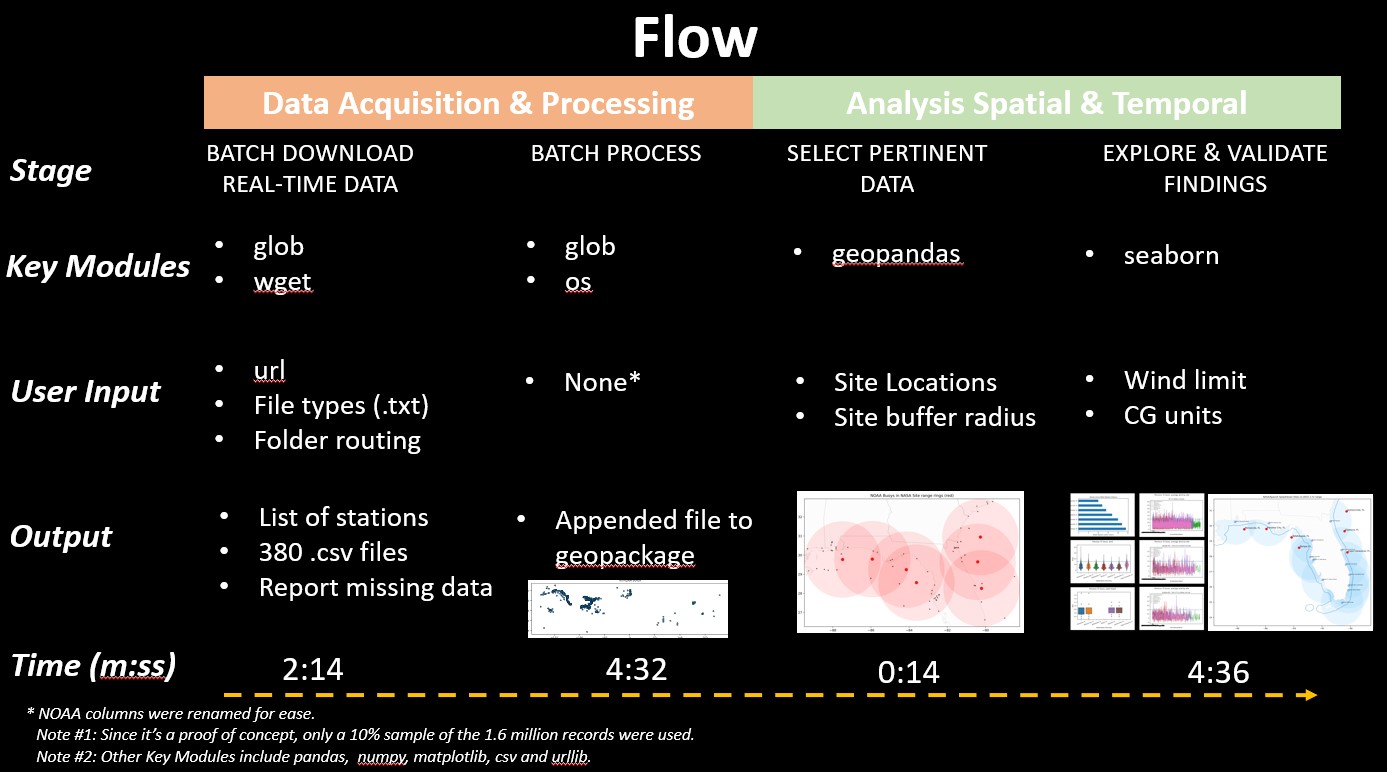 Flow
Data Acquisition & Processing
Analysis Spatial & Temporal
Stage
BATCH DOWNLOAD
REAL-TIME DATA
BATCH PROCESS
SELECT PERTINENT
DATA
EXPLORE & VALIDATE
FINDINGS
Key Modules
• glob
• wget
• glob
• os
• geopandas
• seaborn
User Input
• url
• File types (.txt)
• Folder routing
• None*
• Site Locations
• Site buffer radius
• Wind limit
• CG units
Output
• List of stations
• 380 .csv files
• Report missing data
• Appended file to
geopackage
NOAA Buoys in NASA Site range rings (red)
Time (m:ss)
2:14
4:32
0:14
4:36
* NOAA columns were renamed for ease.
Note #1: Since it’s a proof of concept, only a 10% sample of the 1.6 million records were used.
Note #2: Other Key Modules include pandas, numpy, matplotlib, csv and urllib.